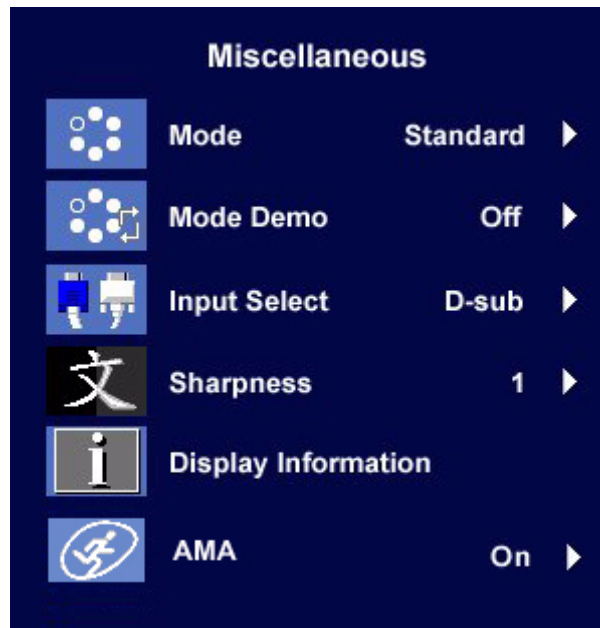 Miscellaneous
Mode Standard
Mode Demo Off
Input Select D-sub
文 Sharpness 1
i Display Information
AMA On